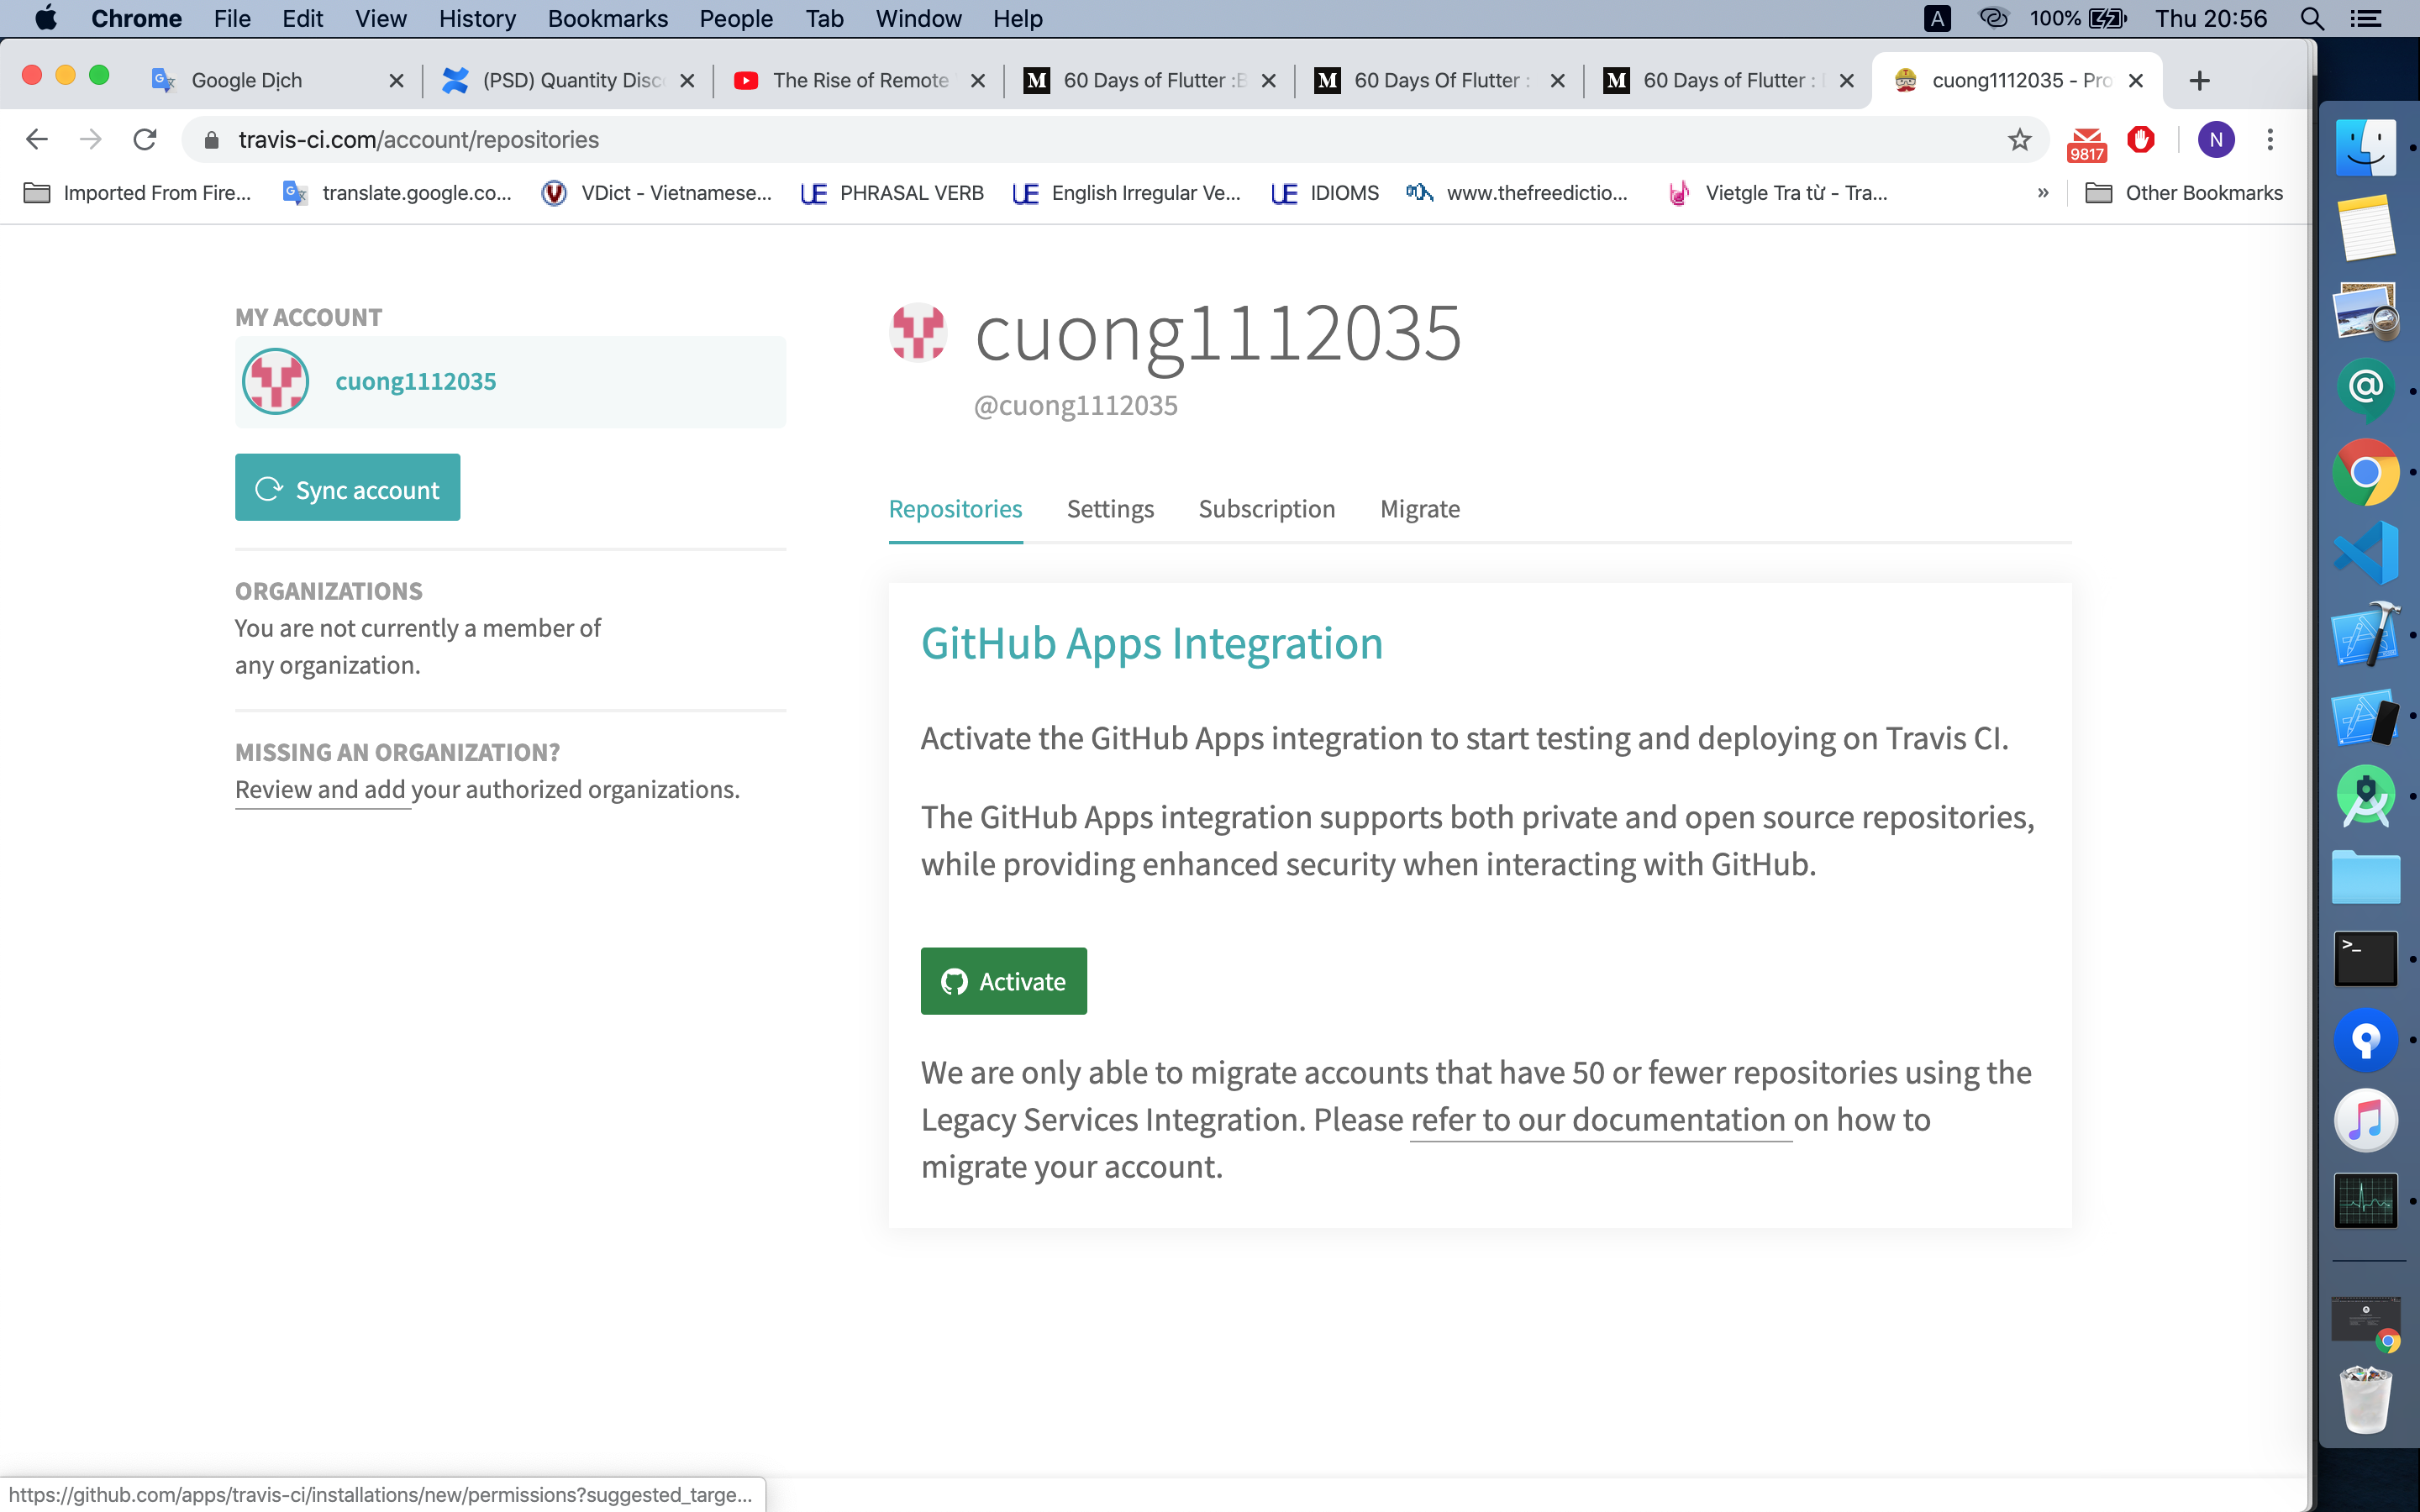 Chrome File Edit View History Bookmarks People Tab Window Help A 100% Thu 20:56
Google Dịch (PSD) Quantity Disc The Rise of Remote M 60 Days of Flutter :B M 60 Days Of Flutter : M 60 Days of Flutter : cuong1112035 - Pro
travis-ci.com/account/repositories 9817 N
Imported From Fire... translate.google.co... VDict - Vietnamese... UE PHRASAL VERB UE English Irregular Ve... UE IDIOMS www.thefreedictio... Vietgle Tra từ - Tra... » Other Bookmarks
MY ACCOUNT
cuong1112035
Sync account
ORGANIZATIONS
You are not currently a member of
any organization.
MISSING AN ORGANIZATION?
Review and add your authorized organizations.
cuong1112035
@cuong1112035
Repositories Settings Subscription Migrate
GitHub Apps Integration
Activate the GitHub Apps integration to start testing and deploying on Travis CI.
The GitHub Apps integration supports both private and open source repositories,
while providing enhanced security when interacting with GitHub.
Activate
We are only able to migrate accounts that have 50 or fewer repositories using the
Legacy Services Integration. Please refer to our documentation on how to
migrate your account.
https://github.com/apps/travis-ci/installations/new/permissions?suggested_targe...